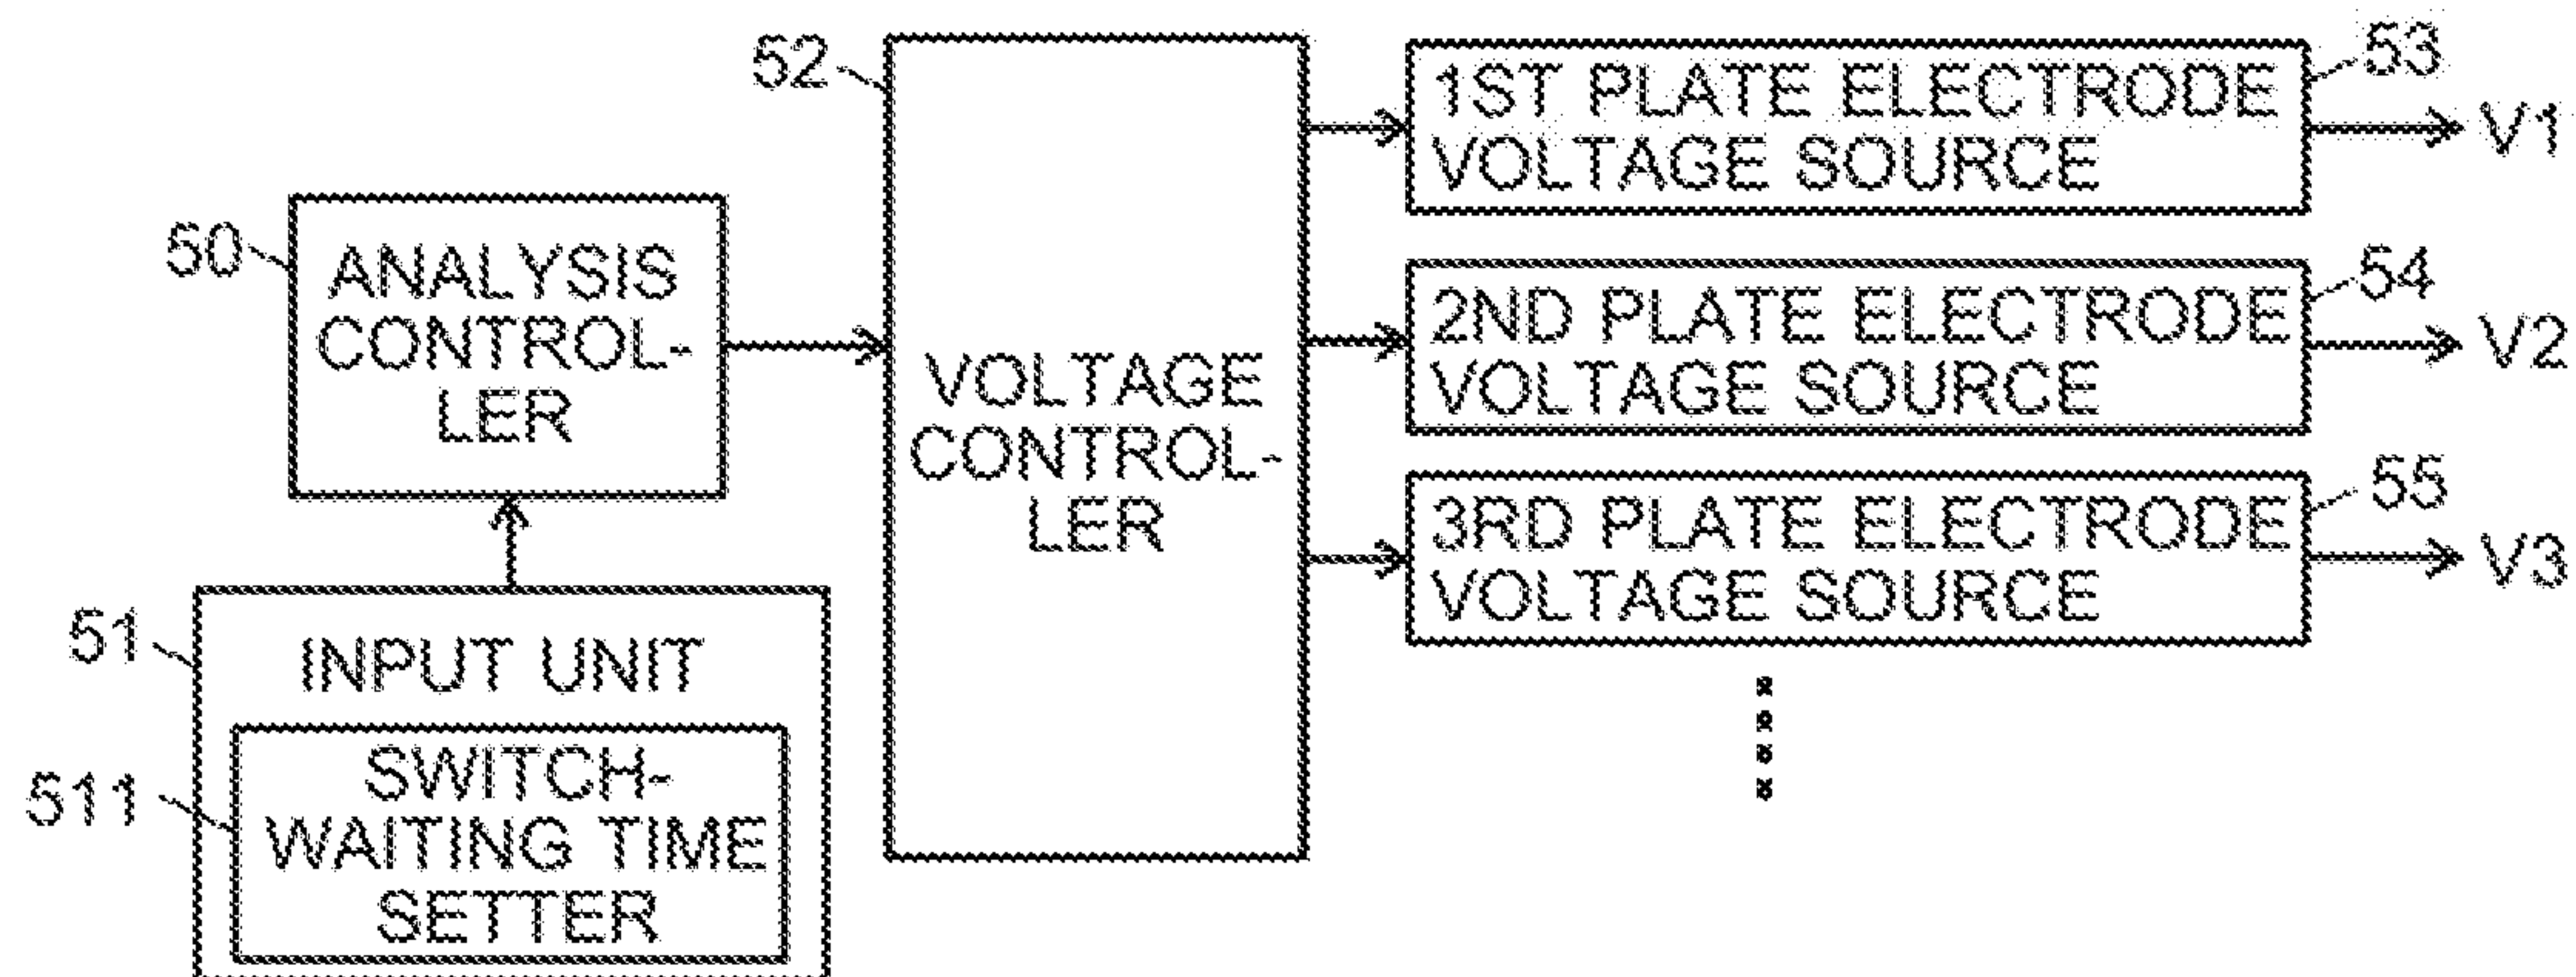 52
1ST PLATE ELECTRODE
VOLTAGE SOURCE
53
V1
50
ANALYSIS
CONTROL-
LER
VOLTAGE
CONTROL-
LER
2ND PLATE ELECTRODE
VOLTAGE SOURCE
54
V2
3RD PLATE ELECTRODE
VOLTAGE SOURCE
55
V3
51
INPUT UNIT
511
SWITCH-
WAITING TIME
SETTER